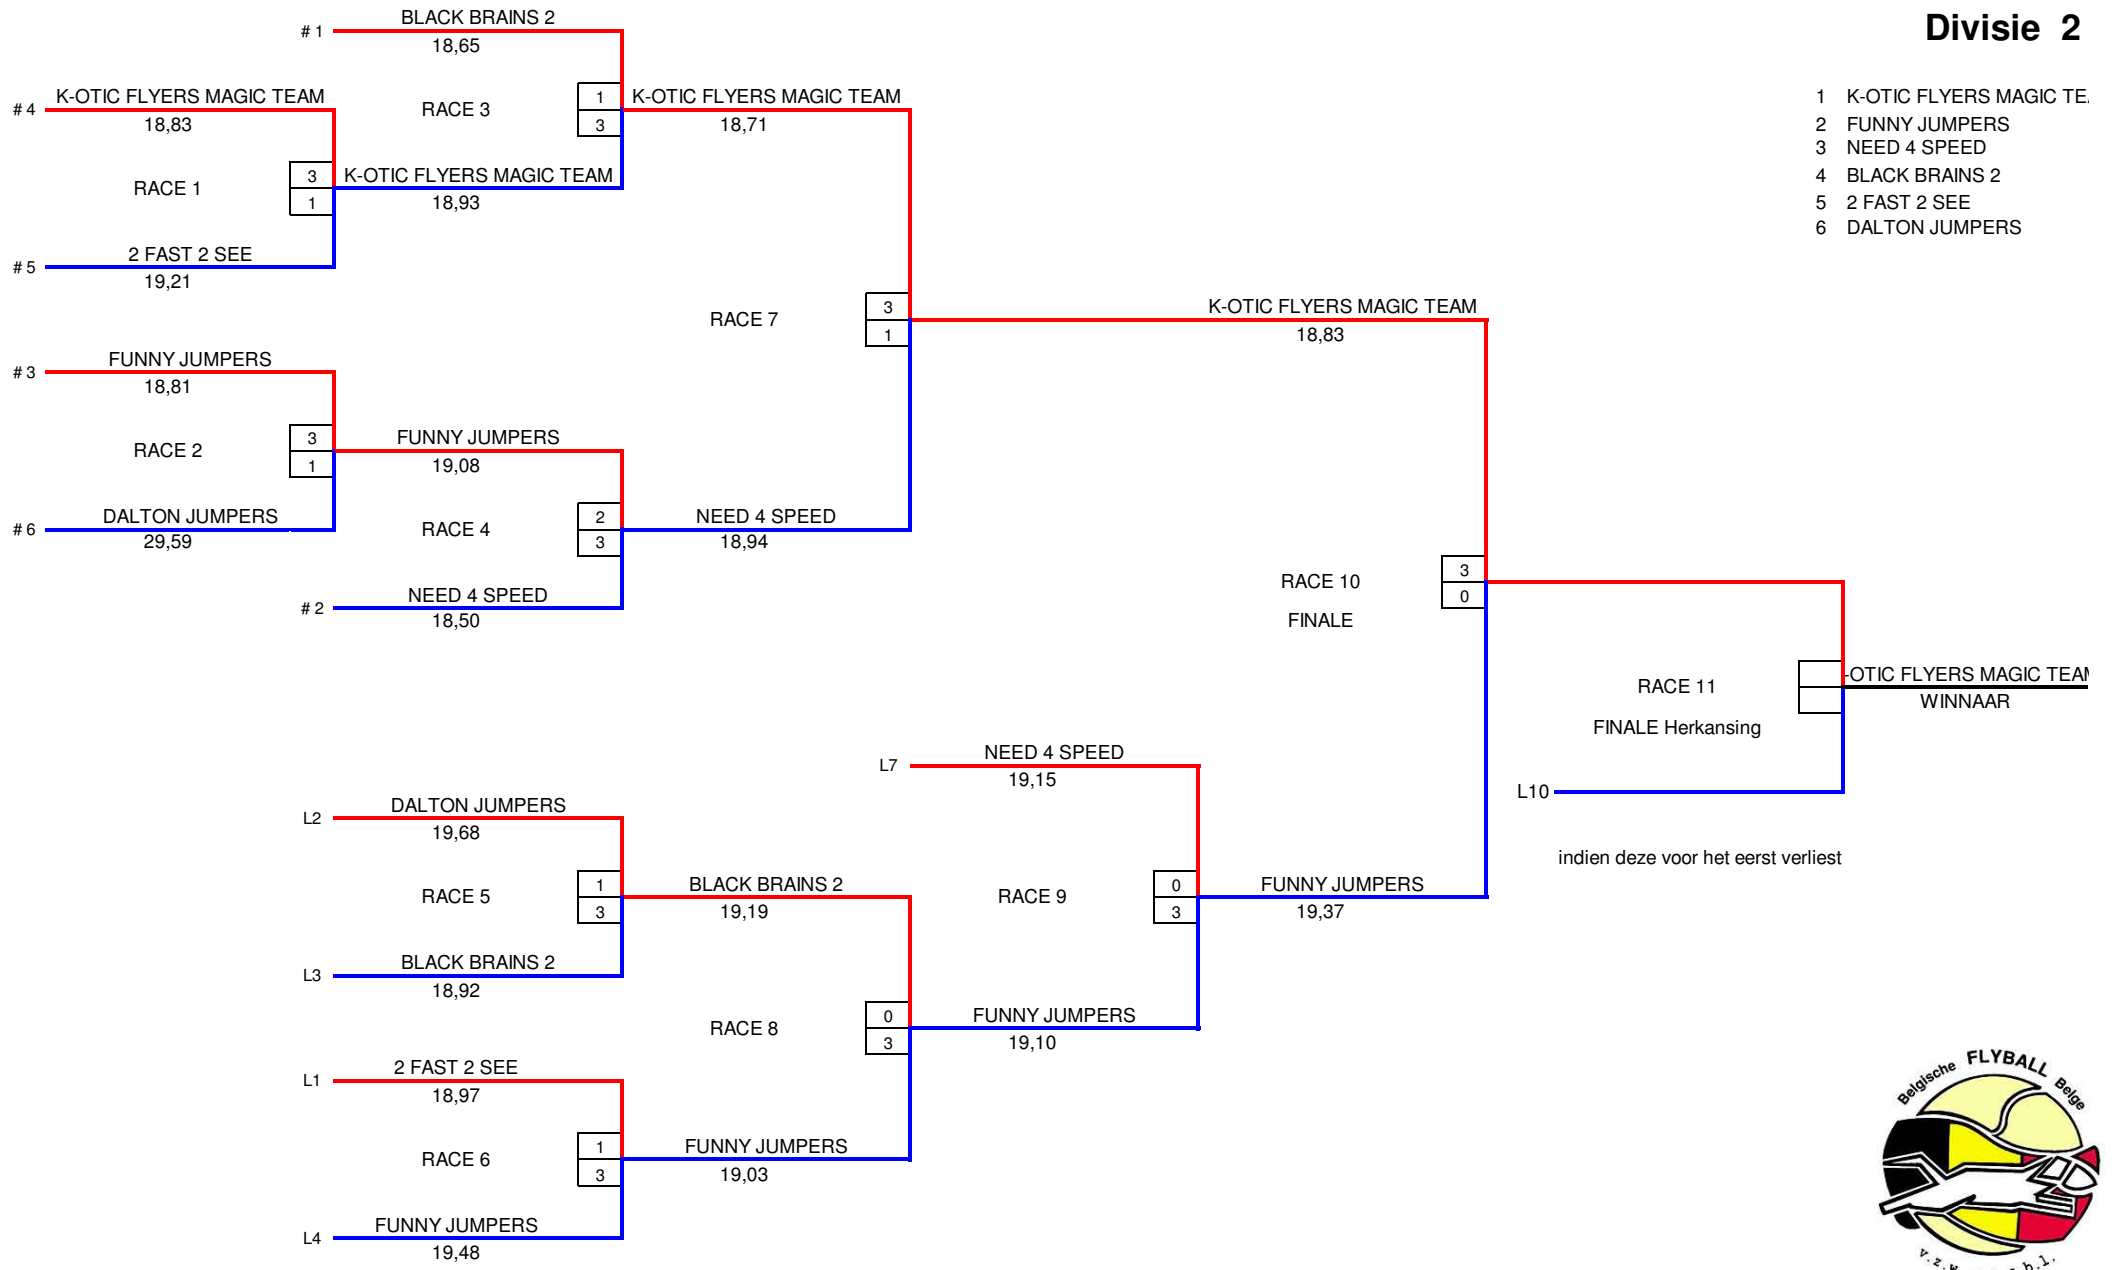 Divisie 2
1 K-OTIC FLYERS MAGIC TE
2 FUNNY JUMPERS
3 NEED 4 SPEED
4 BLACK BRAINS 2
5 2 FAST 2 SEE
6 DALTON JUMPERS
# 1 BLACK BRAINS 2
18,65
# 4 K-OTIC FLYERS MAGIC TEAM
18,83
RACE 3
1
3
K-OTIC FLYERS MAGIC TEAM
18,71
RACE 1
3
1
K-OTIC FLYERS MAGIC TEAM
18,93
# 5 2 FAST 2 SEE
19,21
RACE 7
3
1
K-OTIC FLYERS MAGIC TEAM
18,83
# 3 FUNNY JUMPERS
18,81
RACE 2
3
1
FUNNY JUMPERS
19,08
# 6 DALTON JUMPERS
29,59
RACE 4
2
3
NEED 4 SPEED
18,94
# 2 NEED 4 SPEED
18,50
RACE 10
FINALE
3
0
RACE 11
FINALE Herkansing
-OTIC FLYERS MAGIC TEAM
WINNAAR
L10
indien deze voor het eerst verliest
L7 NEED 4 SPEED
19,15
L2 DALTON JUMPERS
19,68
RACE 5
1
3
BLACK BRAINS 2
19,19
RACE 9
0
3
FUNNY JUMPERS
19,37
L3 BLACK BRAINS 2
18,92
RACE 8
0
3
FUNNY JUMPERS
19,10
L1 2 FAST 2 SEE
18,97
RACE 6
1
3
FUNNY JUMPERS
19,03
L4 FUNNY JUMPERS
19,48
Belgische FLYBALL Belge
v.z.w.